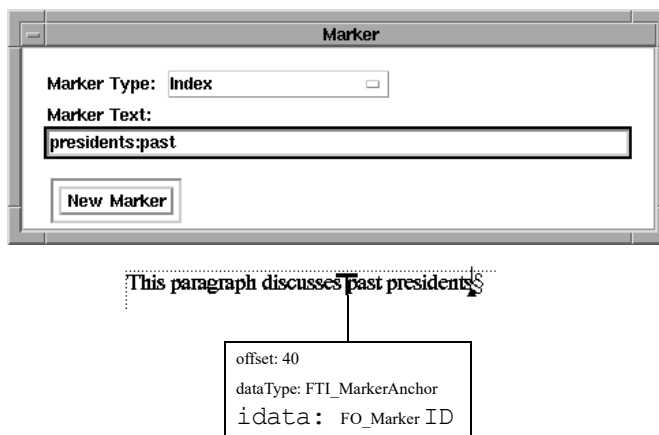 Marker
Marker Type: Index
Marker Text:
presidents:past
New Marker
This paragraph discusses past presidents§
offset: 40
dataType: FTI_MarkerAnchor
idata: FO_Marker ID